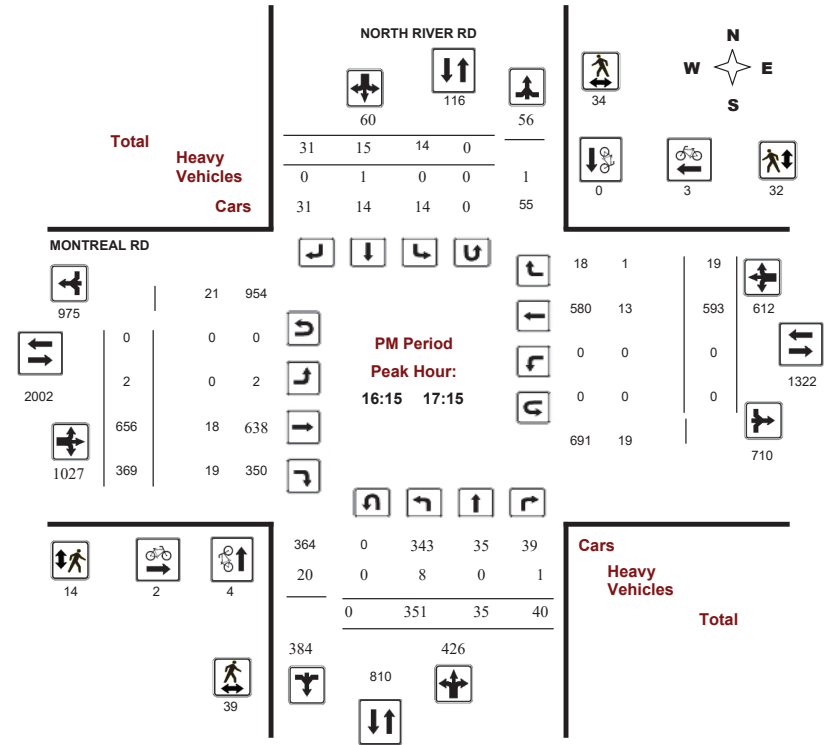 NORTH RIVER RD
N
W E
S
116
34
60 56
Total
31 15 14 0
Heavy
Vehicles
0 1 0 0 1
Cars
31 14 14 0 55
0 3 32
MONTREAL RD
975
21 954
18 1 19
612
580 13 593
0 0 0
0 0 0
691 19
1322
710
2002
0 0 0
2 0 2
656 18 638
1027
369 19 350
PM Period
Peak Hour:
16:15 17:15
364 0 343 35 39
20 0 8 0 1
0 351 35 40
384 426
810
Cars
Heavy
Vehicles
Total
14 2 4
39